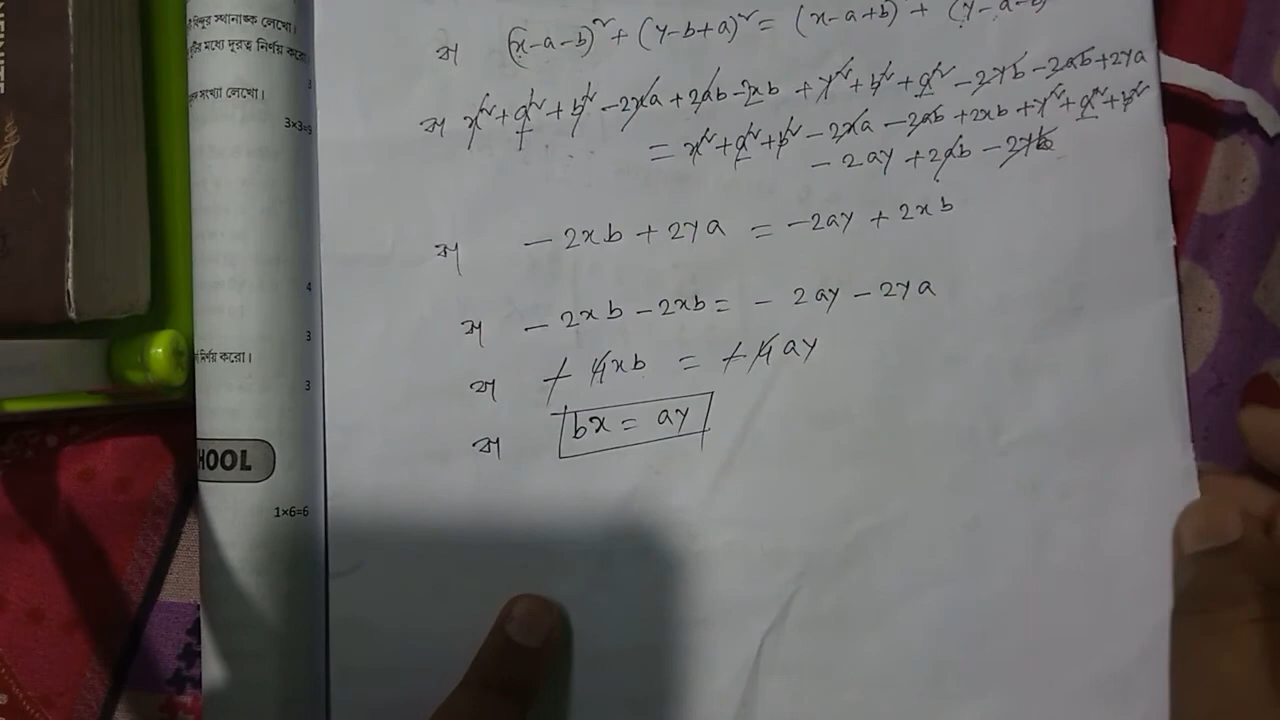 স্থানাঙ্ক লেখো।
মধ্যে দূরত্ব নির্ণয় করো
3
সংখ্যা লেখো।
3×3=9
4
3
নির্ণয় করো।
3
HOOL
1×6=6
বা (x-a-b)² + (y-b+a)² = (x-a+b)² + (y-a-b)
বা x² + a² + b² - 2xa + 2ab - 2xb + y² + b² + a² - 2yb - 2ab + 2ya
= x² + a² + b² - 2xa - 2ab + 2xb + y² + a² + b²
- 2ay + 2ab - 2yb
বা - 2xb + 2ya = -2ay + 2xb
বা - 2xb - 2xb = - 2ay - 2ya
বা - 4xb = - 4ay
বা bx = ay